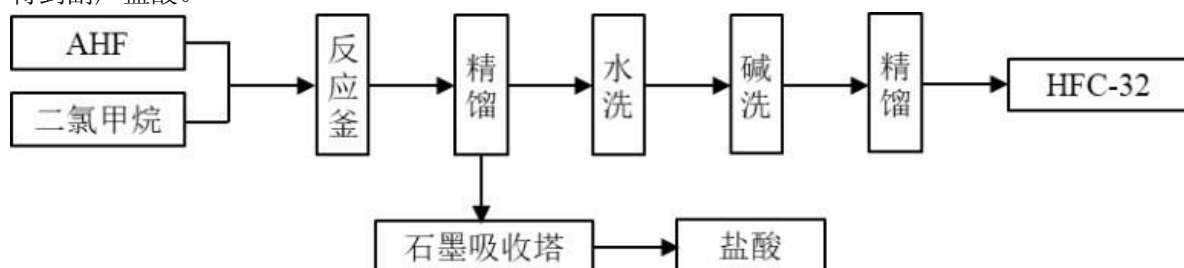 得到副产盐酸。
AHF
二氯甲烷
反应釜
精馏
水洗
碱洗
精馏
HFC-32
石墨吸收塔
盐酸